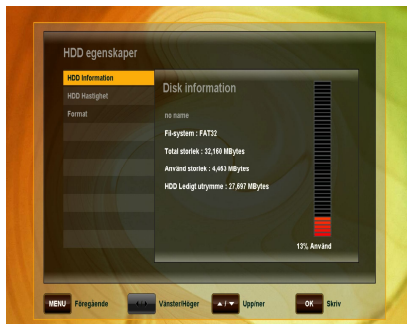 HDD egenskaper
HDD Information
HDD Hastighet
Format
Disk information
no name
Fil-system : FAT32
Total storlek : 32,160 MBytes
Använd storlek : 4,463 MBytes
HDD Ledigt utrymme : 27,697 MBytes
13% Använd
MENU Föregående ◄/► Vänster/Höger ▲/▼ Upp/ner OK Skriv